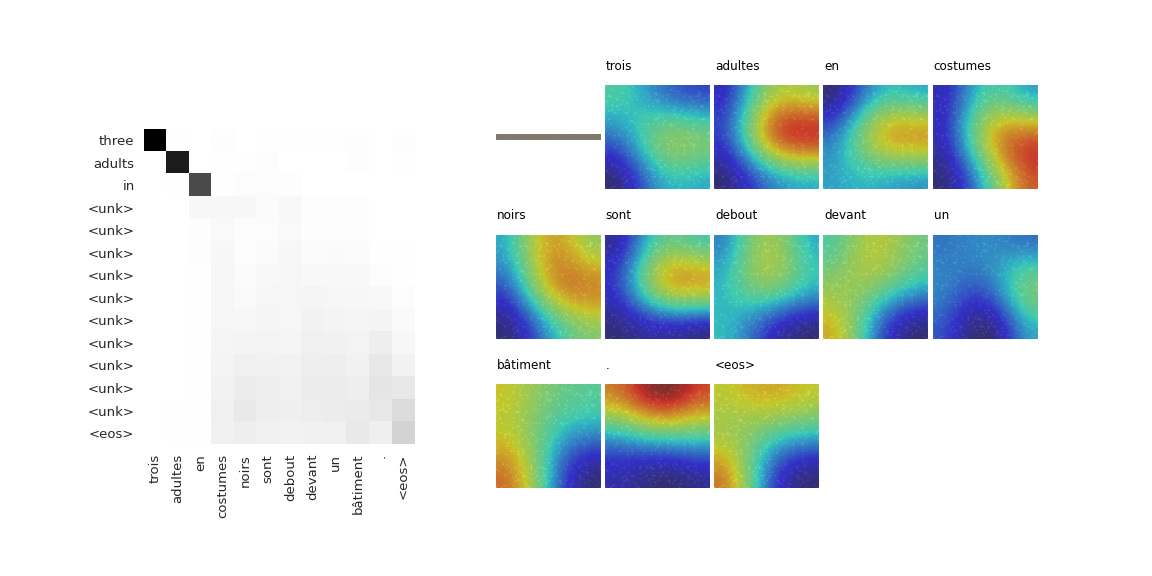 three
adults
in
<unk>
<unk>
<unk>
<unk>
<unk>
<unk>
<unk>
<unk>
<unk>
<unk>
<eos>
trois
adultes
en
costumes
noirs
sont
debout
devant
un
bâtiment
.
<eos>
trois adultes en costumes
noirs sont debout devant un
bâtiment . <eos>